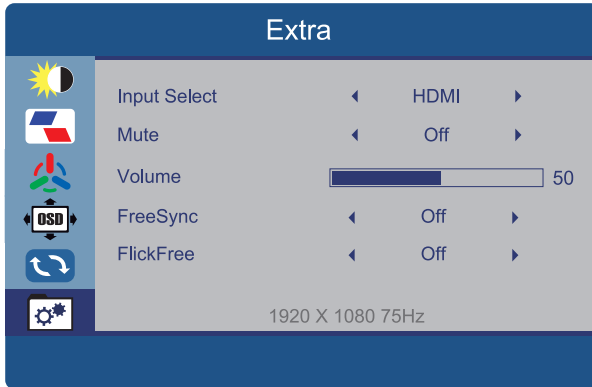 Extra
Input Select HDMI
Mute Off
Volume 50
FreeSync Off
OSD
FlickFree Off
1920 X 1080 75Hz